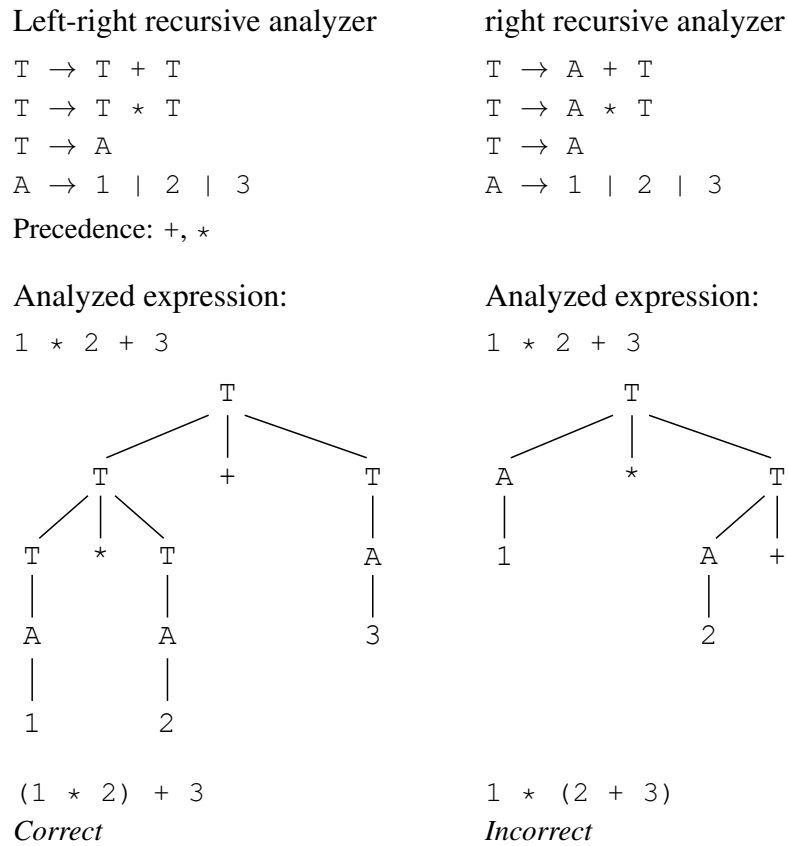 Left-right recursive analyzer
T → T + T
T → T * T
T → A
A → 1 | 2 | 3
Precedence: +, *
Analyzed expression:
1 * 2 + 3
T
T + T
T * T A
A A 3
1 2
(1 * 2) + 3
Correct
right recursive analyzer
T → A + T
T → A * T
T → A
A → 1 | 2 | 3
Analyzed expression:
1 * 2 + 3
T
A * T
1 A +
2
1 * (2 + 3)
Incorrect